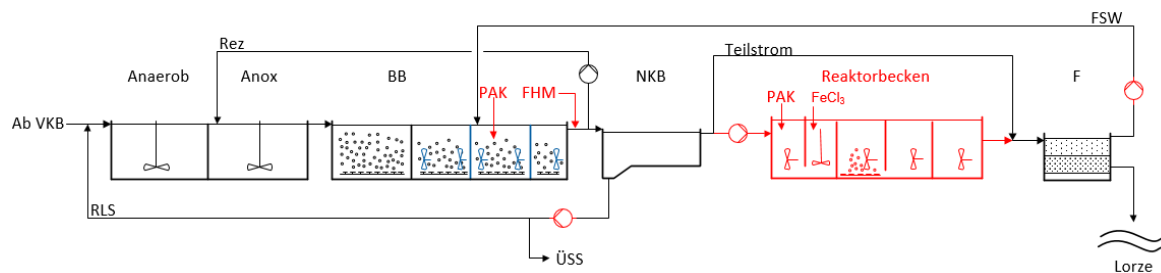 FSW
Rez
Teilstrom
Anaerob
Anox
BB
NKB
Reaktorbecken
F
PAK
FHM
PAK
FeCl₃
Ab VKB
RLS
ÜSS
Lorze